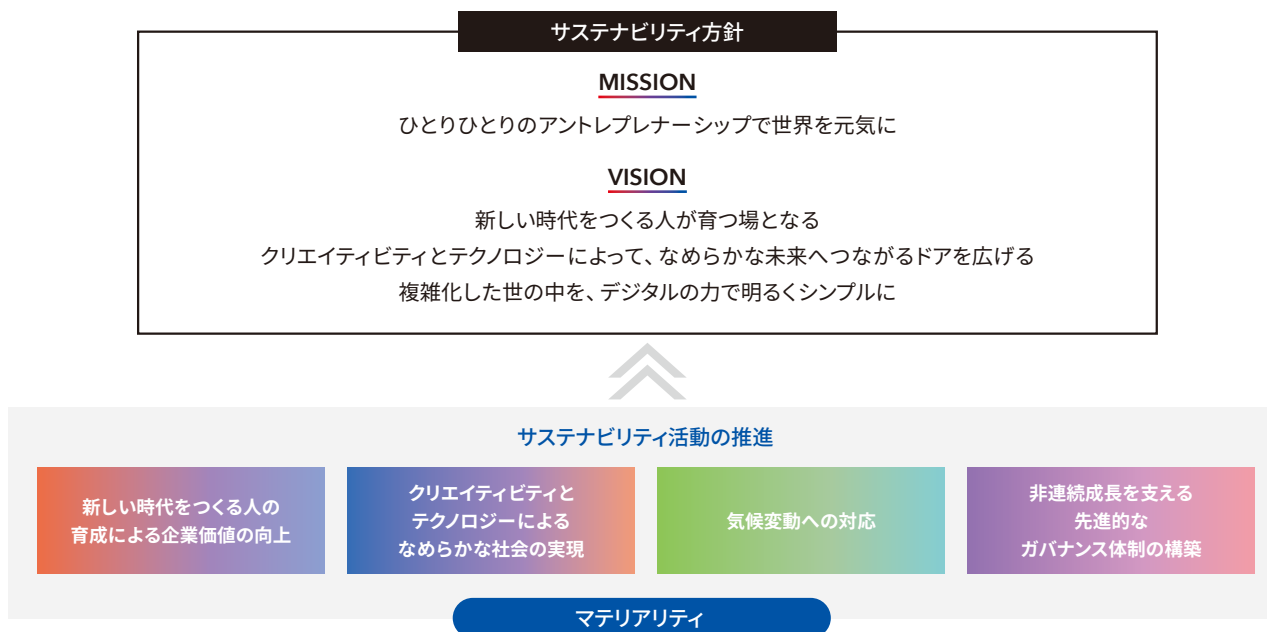 サステナビリティ方針
MISSION
ひとりひとりのアントレプレナーシップで世界を元気に
VISION
新しい時代をつくる人が育つ場となる
クリエイティビティとテクノロジーによって、なめらかな未来へつながるドアを広げる
複雑化した世の中を、デジタルの力で明るくシンプルに
サステナビリティ活動の推進
新しい時代をつくる人の
育成による企業価値の向上
クリエイティビティと
テクノロジーによる
なめらかな社会の実現
気候変動への対応
非連続成長を支える
先進的な
ガバナンス体制の構築
マテリアリティ